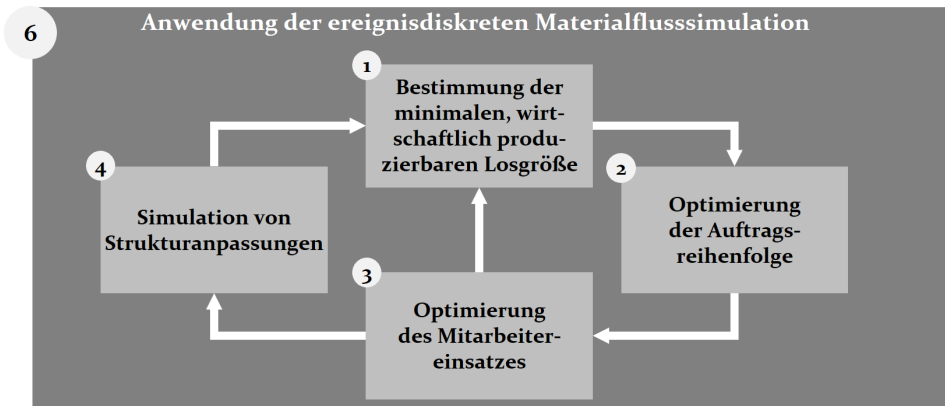 6
Anwendung der ereignisdiskreten Materialflusssimulation
1
Bestimmung der
minimalen, wirt-
schaftlich produ-
zierbaren Losgröße
2
Optimierung
der Auftrags-
reihenfolge
3
Optimierung
des Mitarbeiter-
einsatzes
4
Simulation von
Strukturanpassungen